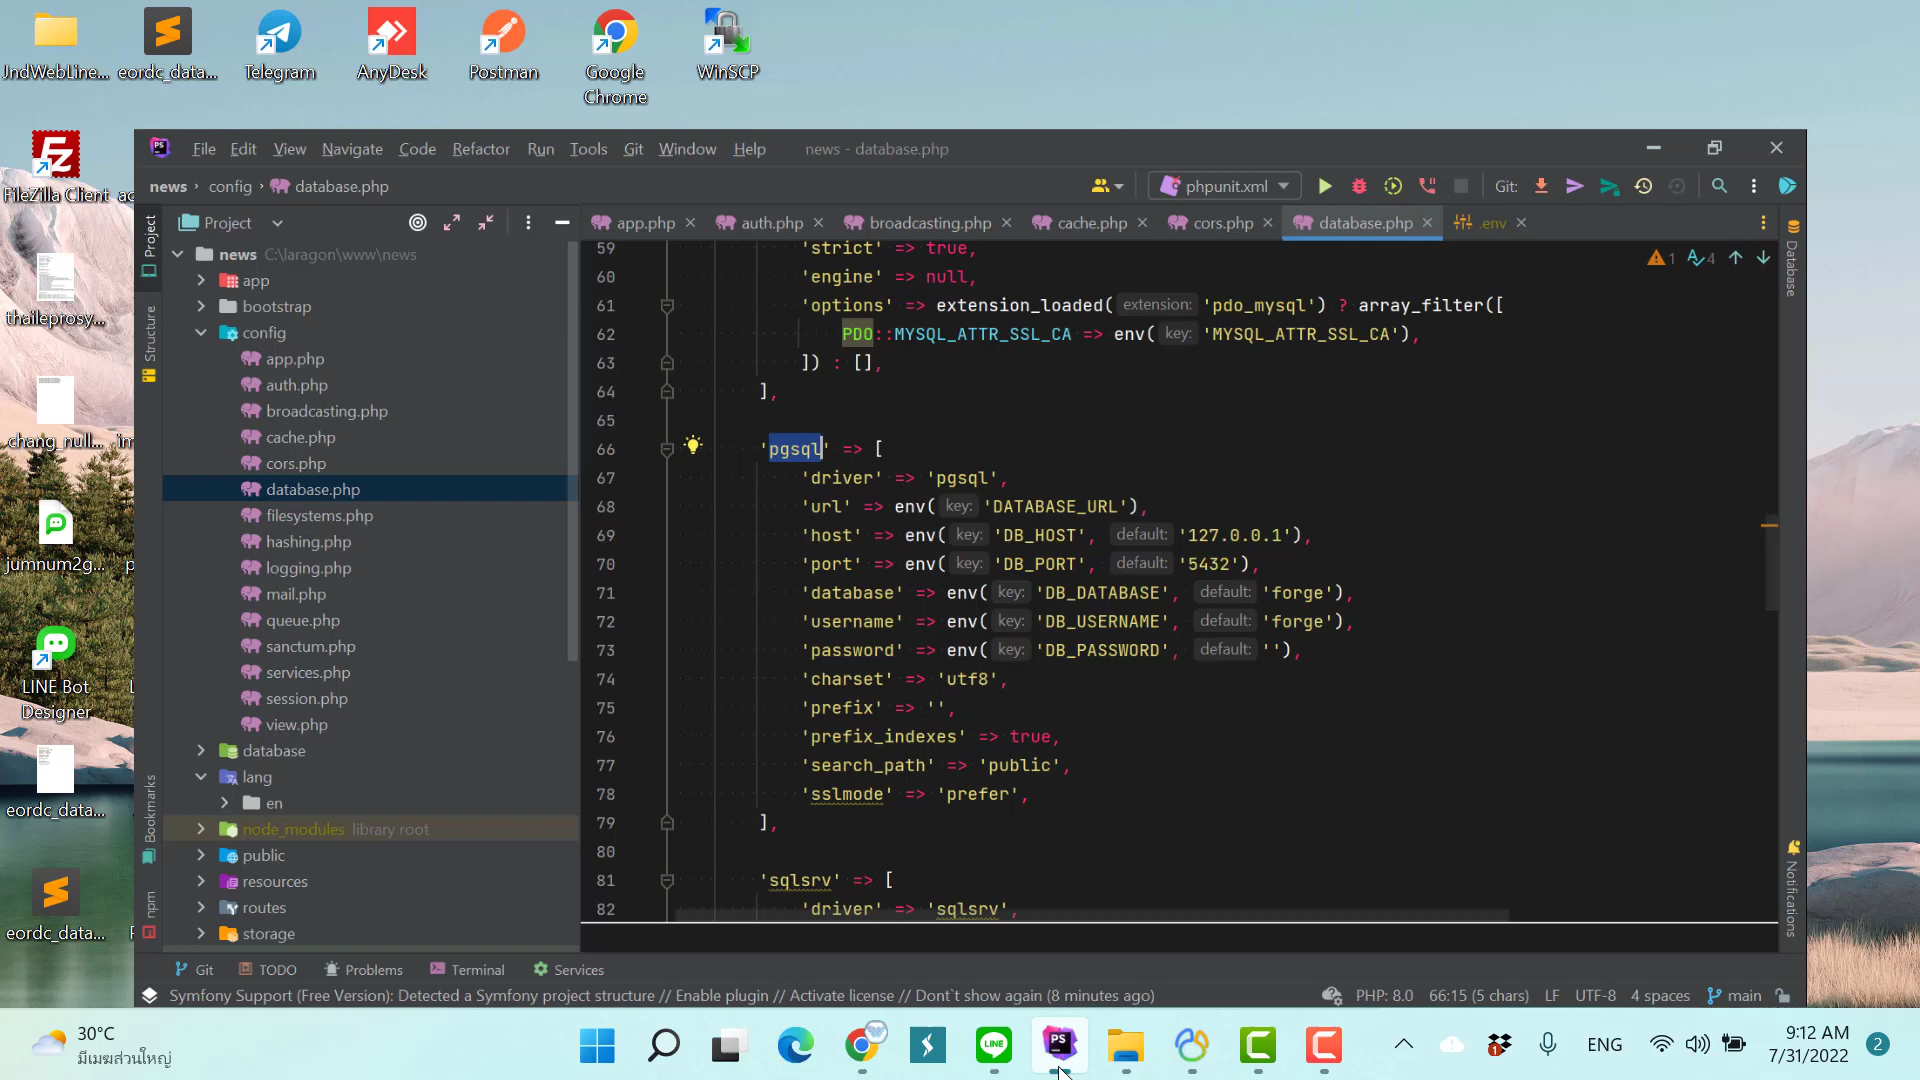 JndWebLine...
eordc_data...
Telegram
AnyDesk
Postman
Google
Chrome
WinSCP
FileZilla Client
thaileprosy...
chang_null...
jumnum2g...
LINE Bot
Designer
eordc_data...
eordc_data...
File Edit View Navigate Code Refactor Run Tools Git Window Help news - database.php
news › config › database.php
phpunit.xml
Git:
Project
app.php
auth.php
broadcasting.php
cache.php
cors.php
database.php
.env
Project
Structure
Bookmarks
npm
news C:\laragon\www\news
app
bootstrap
config
app.php
auth.php
broadcasting.php
cache.php
cors.php
database.php
filesystems.php
hashing.php
logging.php
mail.php
queue.php
sanctum.php
services.php
session.php
view.php
database
lang
en
node_modules library root
public
resources
routes
storage
1 4
59 'strict' => true,
60 'engine' => null,
61 'options' => extension_loaded( extension: 'pdo_mysql') ? array_filter([
62 PDO::MYSQL_ATTR_SSL_CA => env( key: 'MYSQL_ATTR_SSL_CA'),
63 ]) : [],
64 ],
65
66 'pgsql' => [
67 'driver' => 'pgsql',
68 'url' => env( key: 'DATABASE_URL'),
69 'host' => env( key: 'DB_HOST', default: '127.0.0.1'),
70 'port' => env( key: 'DB_PORT', default: '5432'),
71 'database' => env( key: 'DB_DATABASE', default: 'forge'),
72 'username' => env( key: 'DB_USERNAME', default: 'forge'),
73 'password' => env( key: 'DB_PASSWORD', default: ''),
74 'charset' => 'utf8',
75 'prefix' => '',
76 'prefix_indexes' => true,
77 'search_path' => 'public',
78 'sslmode' => 'prefer',
79 ],
80
81 'sqlsrv' => [
82 'driver' => 'sqlsrv',
Database
Notifications
Git TODO Problems Terminal Services
Symfony Support (Free Version): Detected a Symfony project structure // Enable plugin // Activate license // Dont`t show again (8 minutes ago)
PHP: 8.0 66:15 (5 chars) LF UTF-8 4 spaces main
30°C
มีเมฆส่วนใหญ่
LINE
PS
1
ENG
9:12 AM
7/31/2022
2